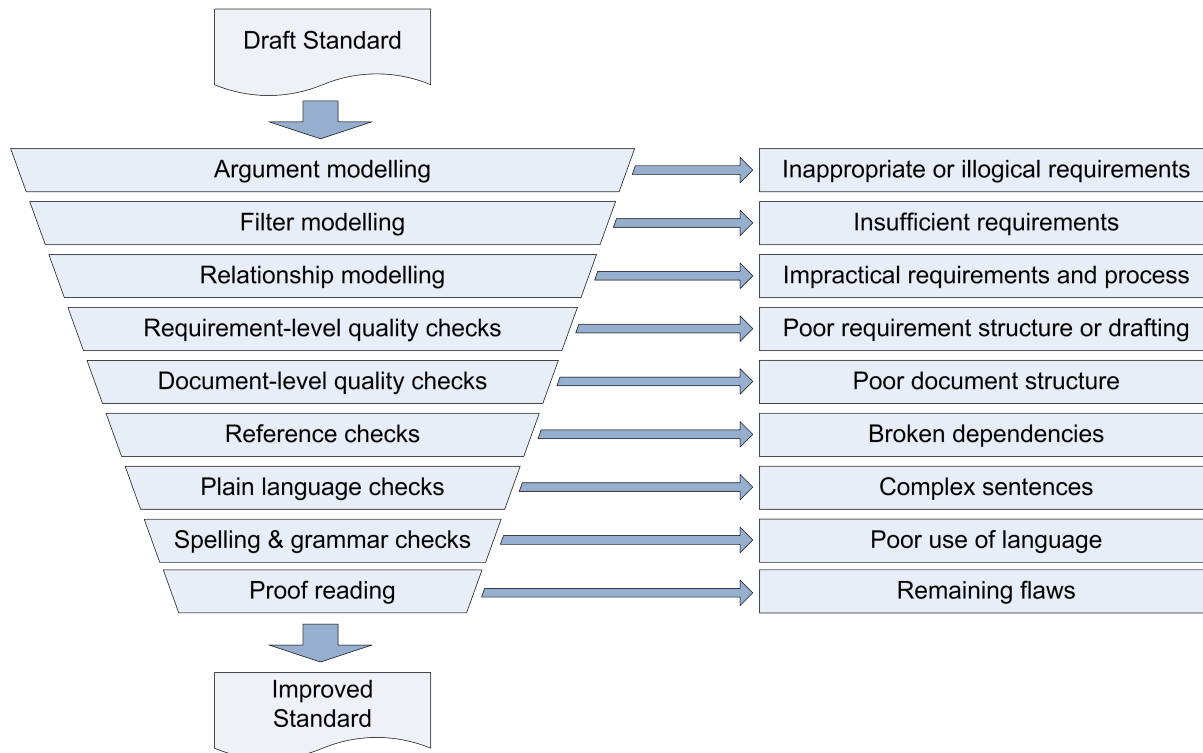 Draft Standard
Argument modelling
Inappropriate or illogical requirements
Filter modelling
Insufficient requirements
Relationship modelling
Impractical requirements and process
Requirement-level quality checks
Poor requirement structure or drafting
Document-level quality checks
Poor document structure
Reference checks
Broken dependencies
Plain language checks
Complex sentences
Spelling & grammar checks
Poor use of language
Proof reading
Remaining flaws
Improved
Standard